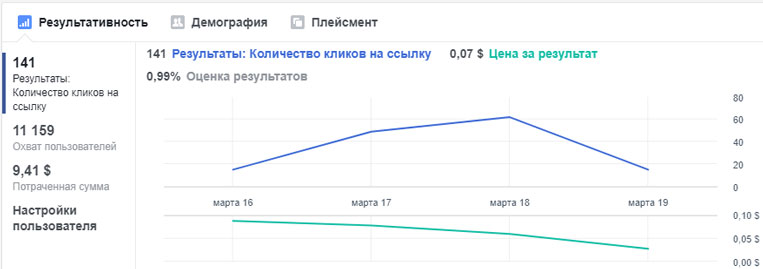 Результативность Демография Плейсмент
141
Результаты:
Количество кликов на
ссылку
11 159
Охват пользователей
9,41 $
Потраченная сумма
Настройки
пользователя
141 Результаты: Количество кликов на ссылку 0,07 $ Цена за результат
0,99% Оценка результатов
80
60
40
20
0
марта 16 марта 17 марта 18 марта 19
0,10 $
0,05 $
0,00 $